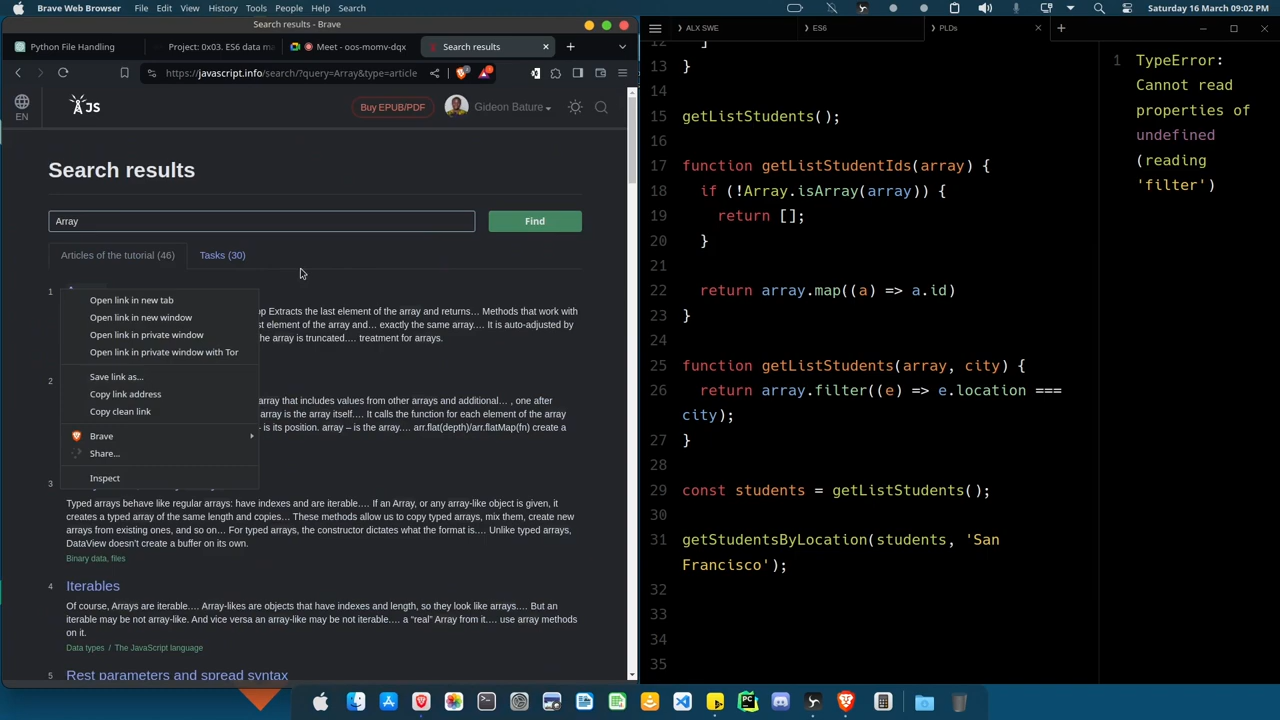 Brave Web Browser File Edit View History Tools People Help Search Saturday 16 March 09:02 PM
Search results - Brave
Python File Handling
Project: 0x03. ES6 data m
Meet - oos-momv-dqx
Search results
https://javascript.info/search/?query=Array&type=article
EN
JS
Buy EPUB/PDF
Gideon Bature
Search results
Array
Find
Articles of the tutorial (46)
Tasks (30)
1
Open link in new tab
Open link in new window
Open link in private window
Open link in private window with Tor
Save link as...
Copy link address
Copy clean link
Brave
Share...
Inspect
op Extracts the last element of the array and returns... Methods that work with
st element of the array and… exactly the same array.… It is auto-adjusted by
the array is truncated.… treatment for arrays.
2
array that includes values from other arrays and additional... , one after
array is the array itself.… It calls the function for each element of the array
– is its position. array – is the array.… arr.flat(depth)/arr.flatMap(fn) create a
3
Typed arrays behave like regular arrays: have indexes and are iterable.… If an Array, or any array-like object is given, it
creates a typed array of the same length and copies... These methods allow us to copy typed arrays, mix them, create new
arrays from existing ones, and so on… For typed arrays, the constructor dictates what the format is.… Unlike typed arrays,
DataView doesn't create a buffer on its own.
Binary data, files
4 Iterables
Of course, Arrays are iterable.… Array-likes are objects that have indexes and length, so they look like arrays.… But an
iterable may be not array-like. And vice versa an array-like may be not iterable.… a "real" Array from it.… use array methods
on it.
Data types / The JavaScript language
5 Rest parameters and spread syntax
ALX SWE
ES6
PLDs
12 ]
13 }
14
15 getListStudents();
16
17 function getListStudentIds(array) {
18 if (!Array.isArray(array)) {
19 return [];
20 }
21
22 return array.map((a) => a.id)
23 }
24
25 function getListStudents(array, city) {
26 return array.filter((e) => e.location ===
city);
27 }
28
29 const students = getListStudents();
30
31 getStudentsByLocation(students, 'San
Francisco');
32
33
34
35
1 TypeError:
Cannot read
properties of
undefined
(reading
'filter')